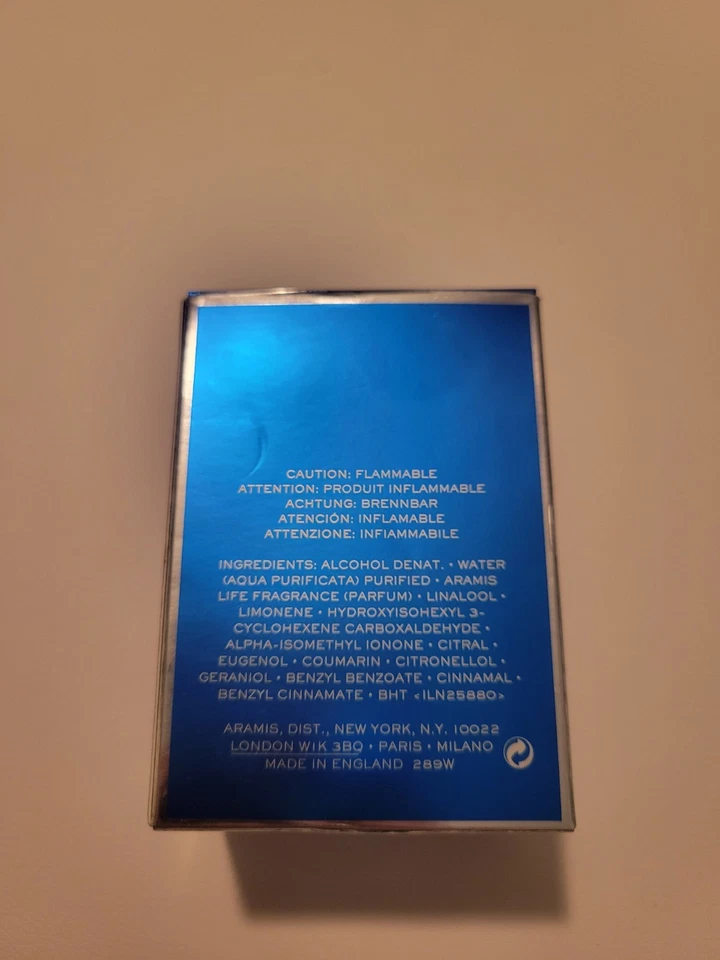 CAUTION: FLAMMABLE
ATTENTION: PRODUIT INFLAMMABLE
ACHTUNG: BRENNBAR
ATENCIÓN: INFLAMABLE
ATTENZIONE: INFIAMMABILE
INGREDIENTS: ALCOHOL DENAT. • WATER
(AQUA PURIFICATA) PURIFIED • ARAMIS
LIFE FRAGRANCE (PARFUM) • LINALOOL •
LIMONENE • HYDROXYISOHEXYL 3-
CYCLOHEXENE CARBOXALDEHYDE •
ALPHA-ISOMETHYL IONONE • CITRAL •
EUGENOL • COUMARIN • CITRONELLOL •
GERANIOL • BENZYL BENZOATE • CINNAMAL •
BENZYL CINNAMATE • BHT <ILN25880>
ARAMIS, DIST., NEW YORK, N.Y. 10022
LONDON W1K 3BQ • PARIS • MILANO
MADE IN ENGLAND 289W